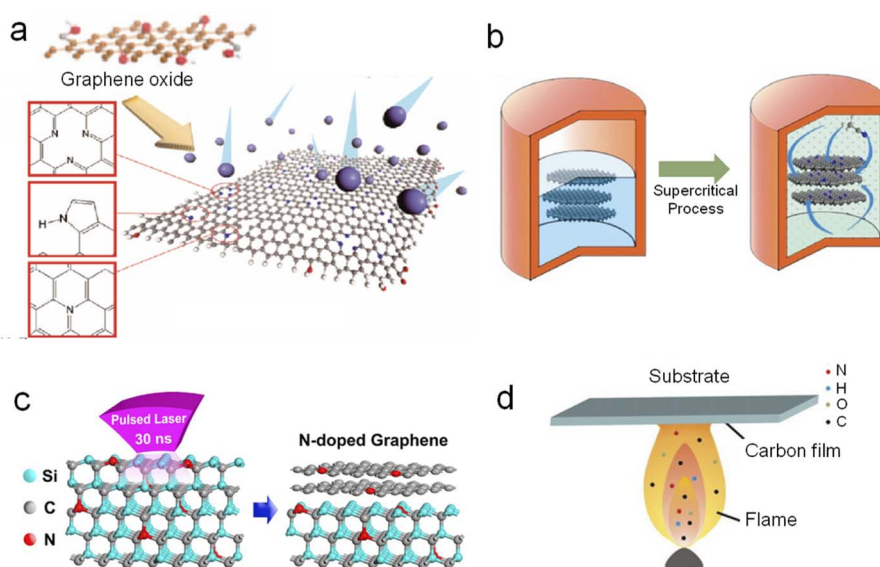 a
Graphene oxide
N
N
N
H
N
N
b
Supercritical
Process
c
Pulsed Laser
30 ns
Si
C
N
N-doped Graphene
d
Substrate
N
H
O
C
Carbon film
Flame